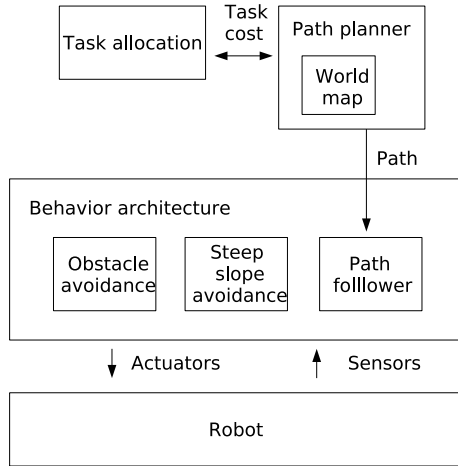 Task allocation
Task
cost
Path planner
World
map
Path
Behavior architecture
Obstacle
avoidance
Steep
slope
avoidance
Path
folllower
Actuators
Sensors
Robot